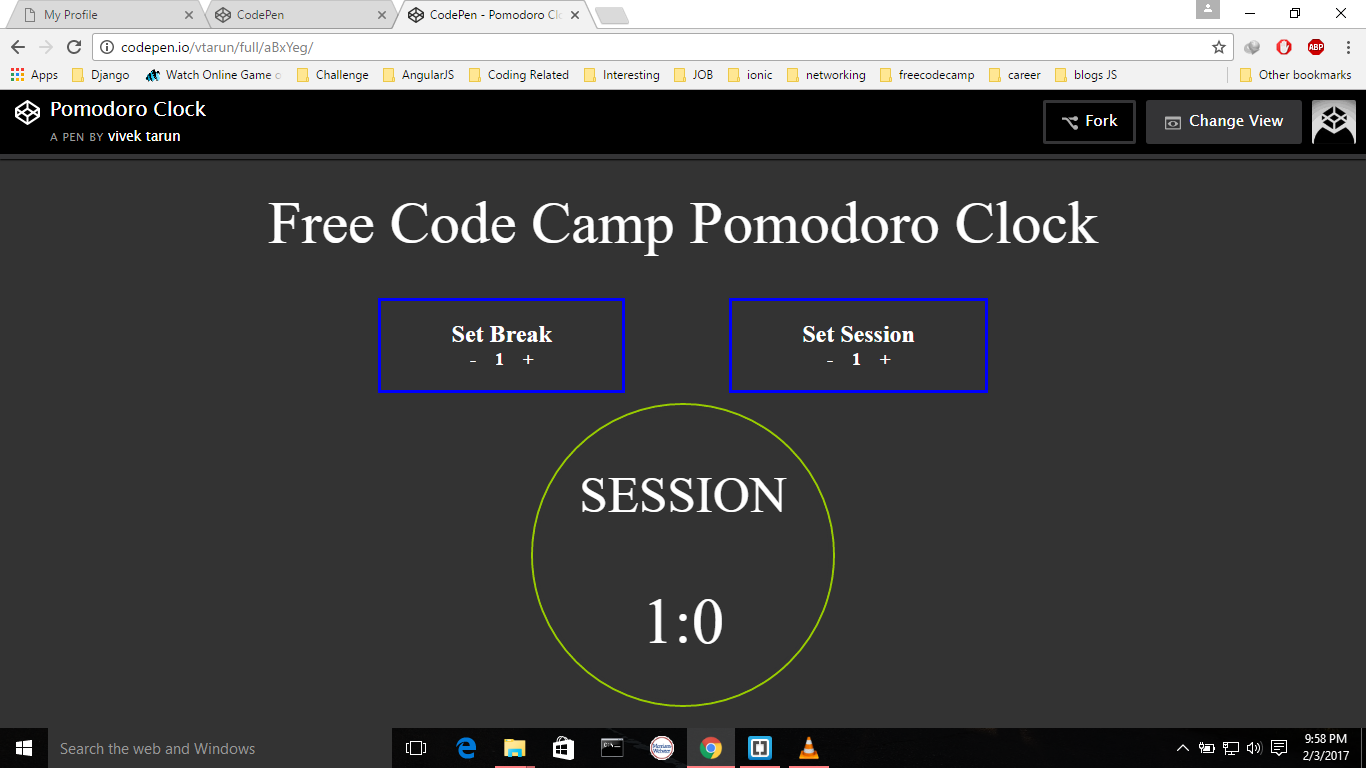 My Profile
CodePen
CodePen - Pomodoro Cl
codepen.io/vtarun/full/aBxYeg/
ABP
Apps Django Watch Online Game o Challenge AngularJS Coding Related Interesting JOB ionic networking freecodecamp career blogs JS Other bookmarks
Pomodoro Clock
A PEN BY vivek tarun
Fork
Change View
Free Code Camp Pomodoro Clock
Set Break
- 1 +
Set Session
- 1 +
SESSION
1:0
Search the web and Windows
9:58 PM
2/3/2017